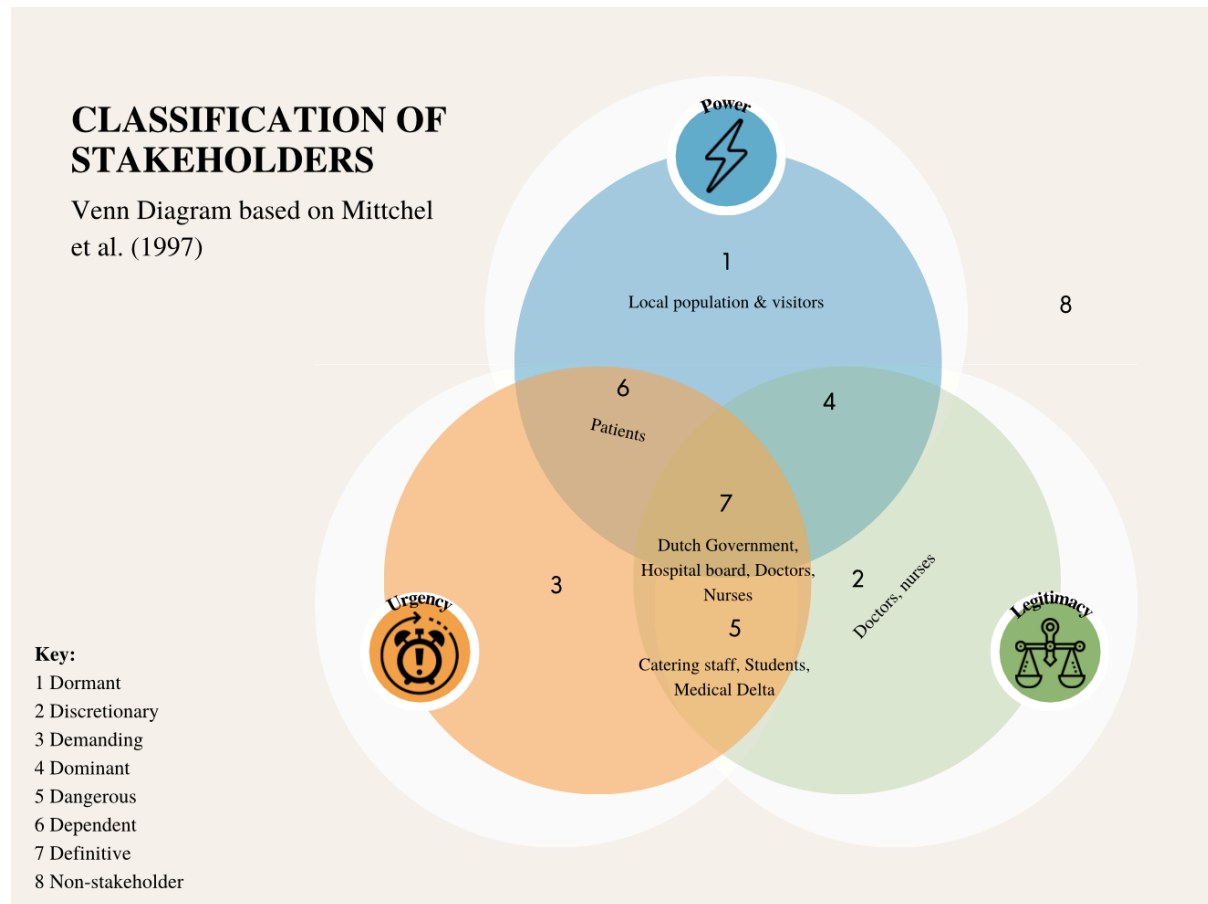 CLASSIFICATION OF
STAKEHOLDERS
Venn Diagram based on Mittchel
et al. (1997)
Power
1
Local population & visitors
8
6
Patients
4
7
Dutch Government,
Hospital board, Doctors,
Nurses
3
2
Doctors, nurses
Urgency
Legitimacy
5
Catering staff, Students,
Medical Delta
Key:
1 Dormant
2 Discretionary
3 Demanding
4 Dominant
5 Dangerous
6 Dependent
7 Definitive
8 Non-stakeholder